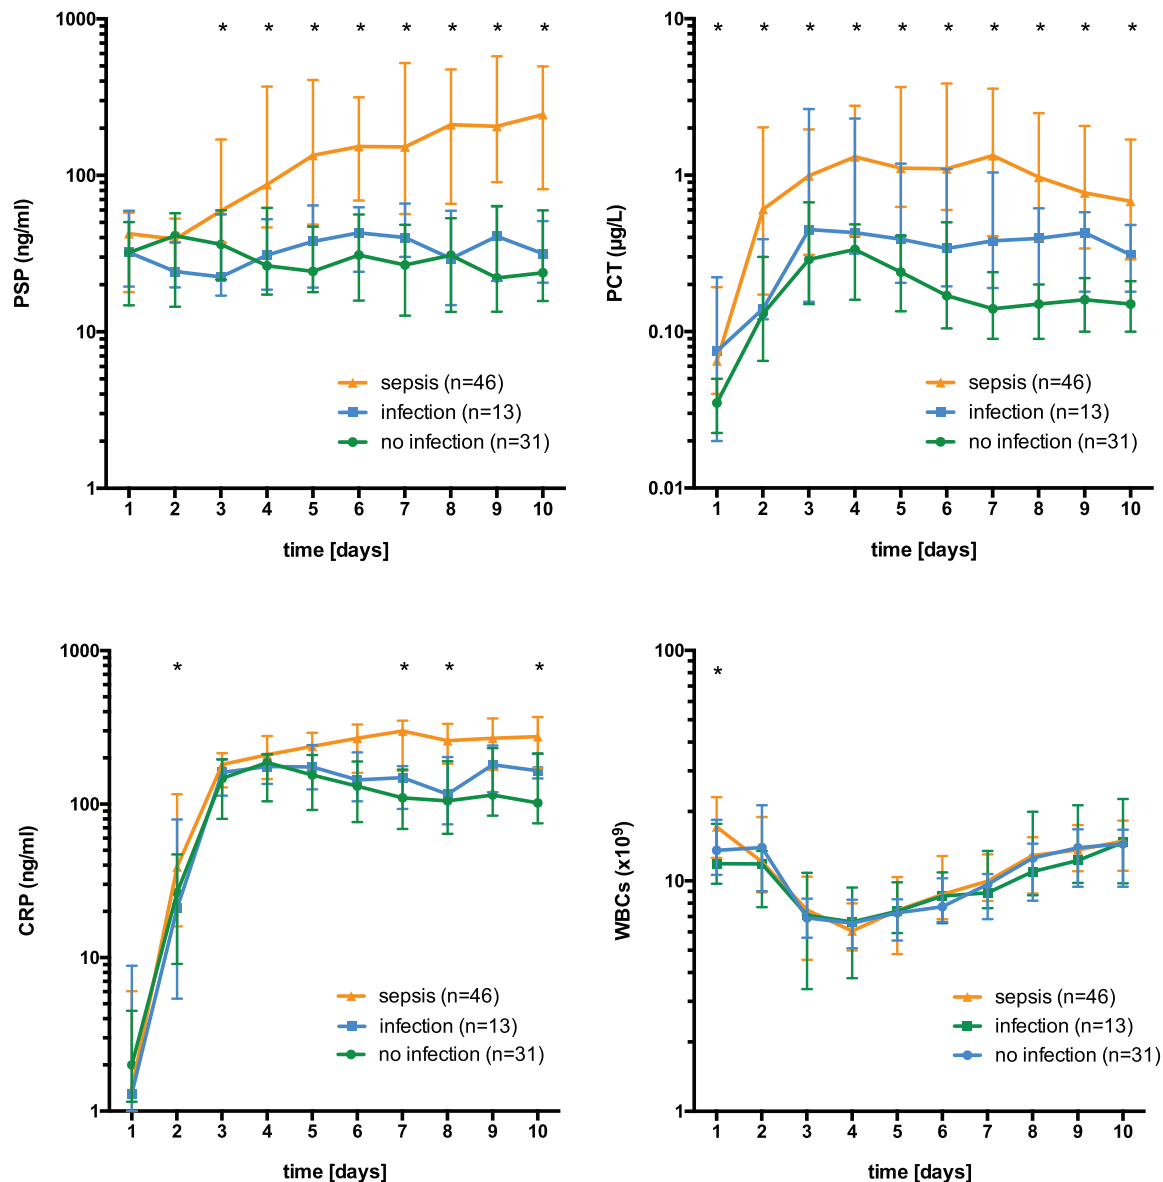 1000
100
10
1
PSP (ng/ml)
* * * * * * * *
sepsis (n=46)
infection (n=13)
no infection (n=31)
1 2 3 4 5 6 7 8 9 10
time [days]
10
1
0.10
0.01
PCT (µg/L)
* * * * * * * * * *
sepsis (n=46)
infection (n=13)
no infection (n=31)
1 2 3 4 5 6 7 8 9 10
time [days]
1000
100
10
1
CRP (ng/ml)
* * * *
sepsis (n=46)
infection (n=13)
no infection (n=31)
1 2 3 4 5 6 7 8 9 10
time [days]
100
10
1
WBCs (x10⁹)
*
sepsis (n=46)
infection (n=13)
no infection (n=31)
1 2 3 4 5 6 7 8 9 10
time [days]